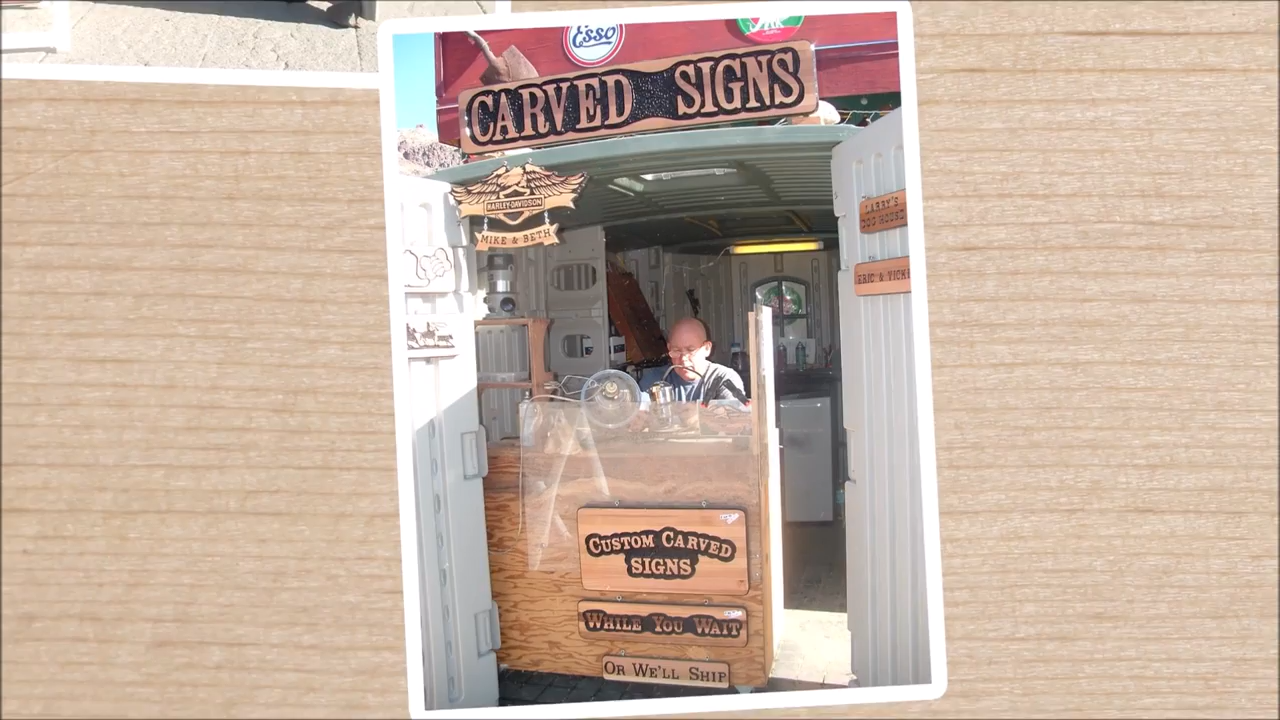 Esso
CARVED SIGNS
HARLEY-DAVIDSON
MIKE & BETH
LARRY'S
DOG HOUSE
ERIC & VICKI
CUSTOM CARVED
SIGNS
WHILE YOU WAIT
OR WE'LL SHIP